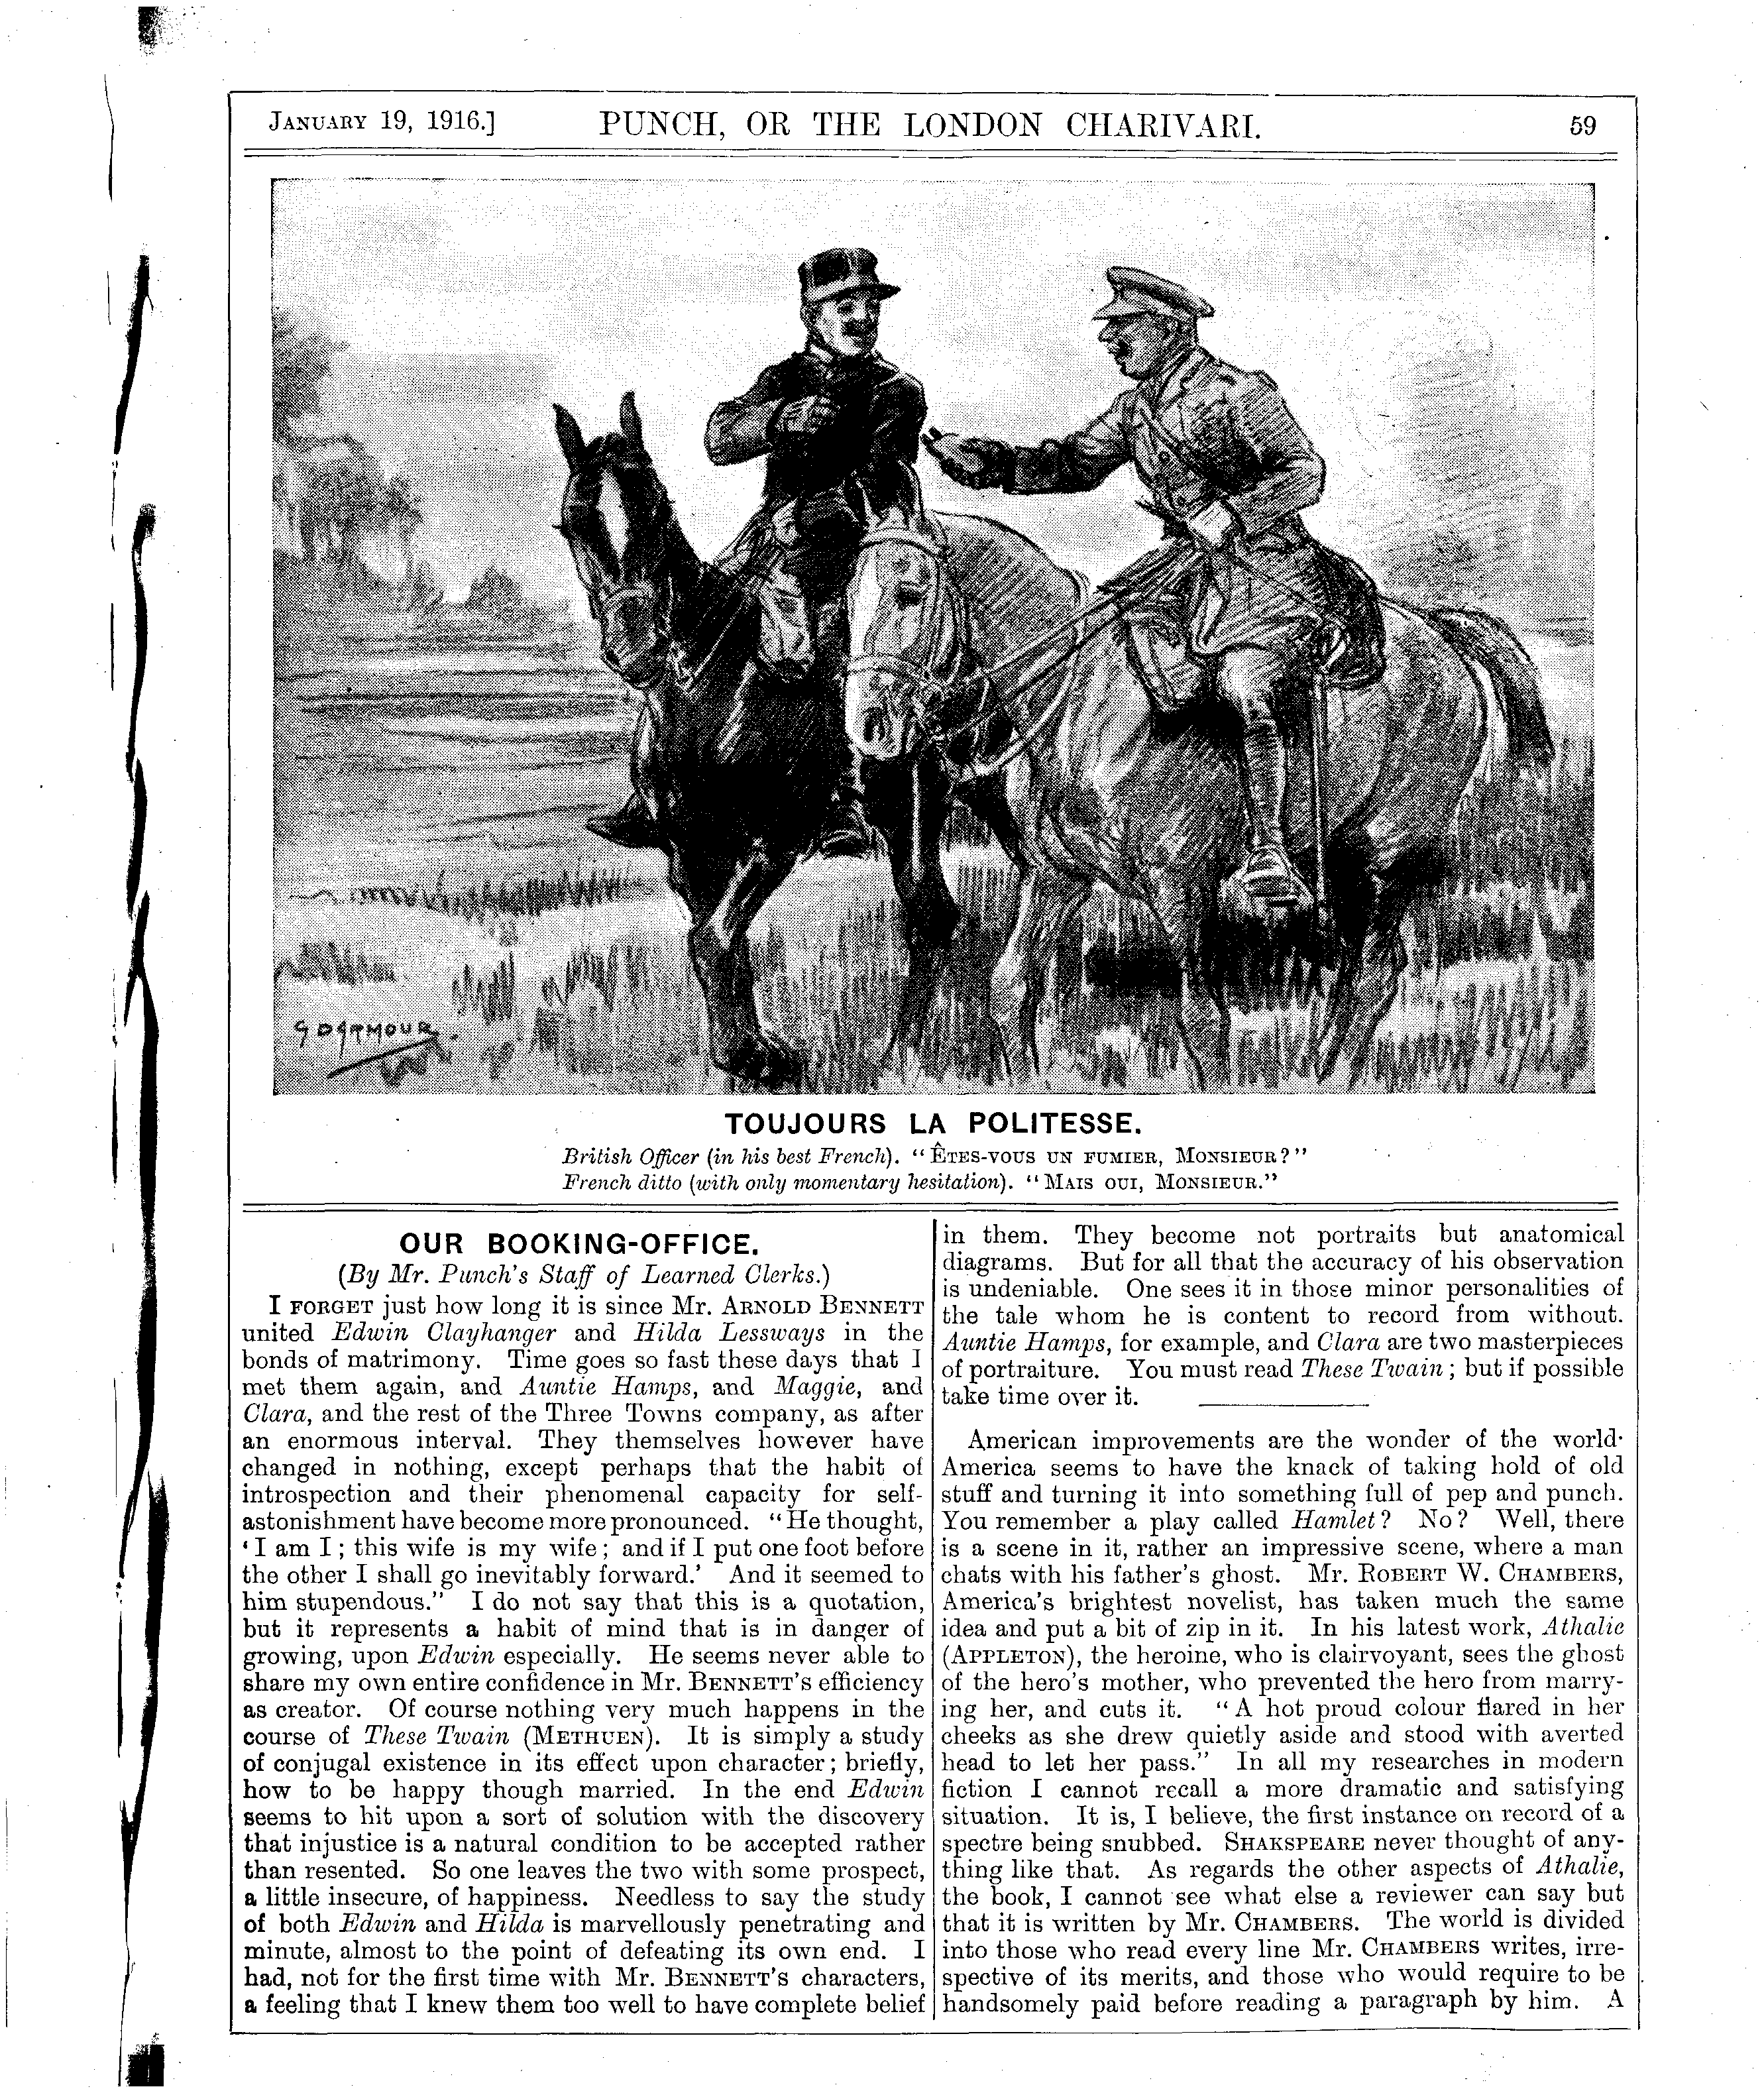 JANUARY 19, 1916.] PUNCH, OR THE LONDON CHARIVARI. 59
G D ARMOUR
TOUJOURS LA POLITESSE.
British Officer (in his best French). "ÊTES-VOUS UN FUMIER, MONSIEUR?"
French ditto (with only momentary hesitation). "MAIS OUI, MONSIEUR."
OUR BOOKING-OFFICE.
(By Mr. Punch's Staff of Learned Clerks.)
I FORGET just how long it is since Mr. ARNOLD BENNETT
united Edwin Clayhanger and Hilda Lessways in the
bonds of matrimony. Time goes so fast these days that I
met them again, and Auntie Hamps, and Maggie, and
Clara, and the rest of the Three Towns company, as after
an enormous interval. They themselves however have
changed in nothing, except perhaps that the habit of
introspection and their phenomenal capacity for self-
astonishment have become more pronounced. "He thought,
'I am I; this wife is my wife; and if I put one foot before
the other I shall go inevitably forward.' And it seemed to
him stupendous." I do not say that this is a quotation,
but it represents a habit of mind that is in danger of
growing, upon Edwin especially. He seems never able to
share my own entire confidence in Mr. BENNETT'S efficiency
as creator. Of course nothing very much happens in the
course of These Twain (METHUEN). It is simply a study
of conjugal existence in its effect upon character; briefly,
how to be happy though married. In the end Edwin
seems to hit upon a sort of solution with the discovery
that injustice is a natural condition to be accepted rather
than resented. So one leaves the two with some prospect,
a little insecure, of happiness. Needless to say the study
of both Edwin and Hilda is marvellously penetrating and
minute, almost to the point of defeating its own end. I
had, not for the first time with Mr. BENNETT'S characters,
a feeling that I knew them too well to have complete belief
in them. They become not portraits but anatomical
diagrams. But for all that the accuracy of his observation
is undeniable. One sees it in those minor personalities of
the tale whom he is content to record from without.
Auntie Hamps, for example, and Clara are two masterpieces
of portraiture. You must read These Twain; but if possible
take time over it.
American improvements are the wonder of the world.
America seems to have the knack of taking hold of old
stuff and turning it into something full of pep and punch.
You remember a play called Hamlet? No? Well, there
is a scene in it, rather an impressive scene, where a man
chats with his father's ghost. Mr. ROBERT W. CHAMBERS,
America's brightest novelist, has taken much the same
idea and put a bit of zip in it. In his latest work, Athalie
(APPLETON), the heroine, who is clairvoyant, sees the ghost
of the hero's mother, who prevented the hero from marry-
ing her, and cuts it. "A hot proud colour flared in her
cheeks as she drew quietly aside and stood with averted
head to let her pass." In all my researches in modern
fiction I cannot recall a more dramatic and satisfying
situation. It is, I believe, the first instance on record of a
spectre being snubbed. SHAKSPEARE never thought of any-
thing like that. As regards the other aspects of Athalie,
the book, I cannot see what else a reviewer can say but
that it is written by Mr. CHAMBERS. The world is divided
into those who read every line Mr. CHAMBERS writes, irre-
spective of its merits, and those who would require to be
handsomely paid before reading a paragraph by him. A